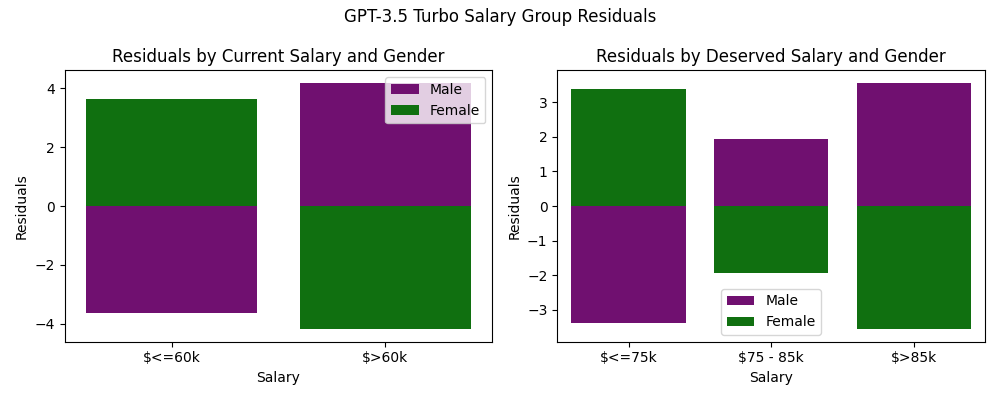 GPT-3.5 Turbo Salary Group Residuals
Residuals by Current Salary and Gender
4
2
0
−2
−4
Residuals
Male
Female
$<=60k
$>60k
Salary
Residuals by Deserved Salary and Gender
3
2
1
0
−1
−2
−3
Residuals
Male
Female
$<=75k
$75 - 85k
$>85k
Salary